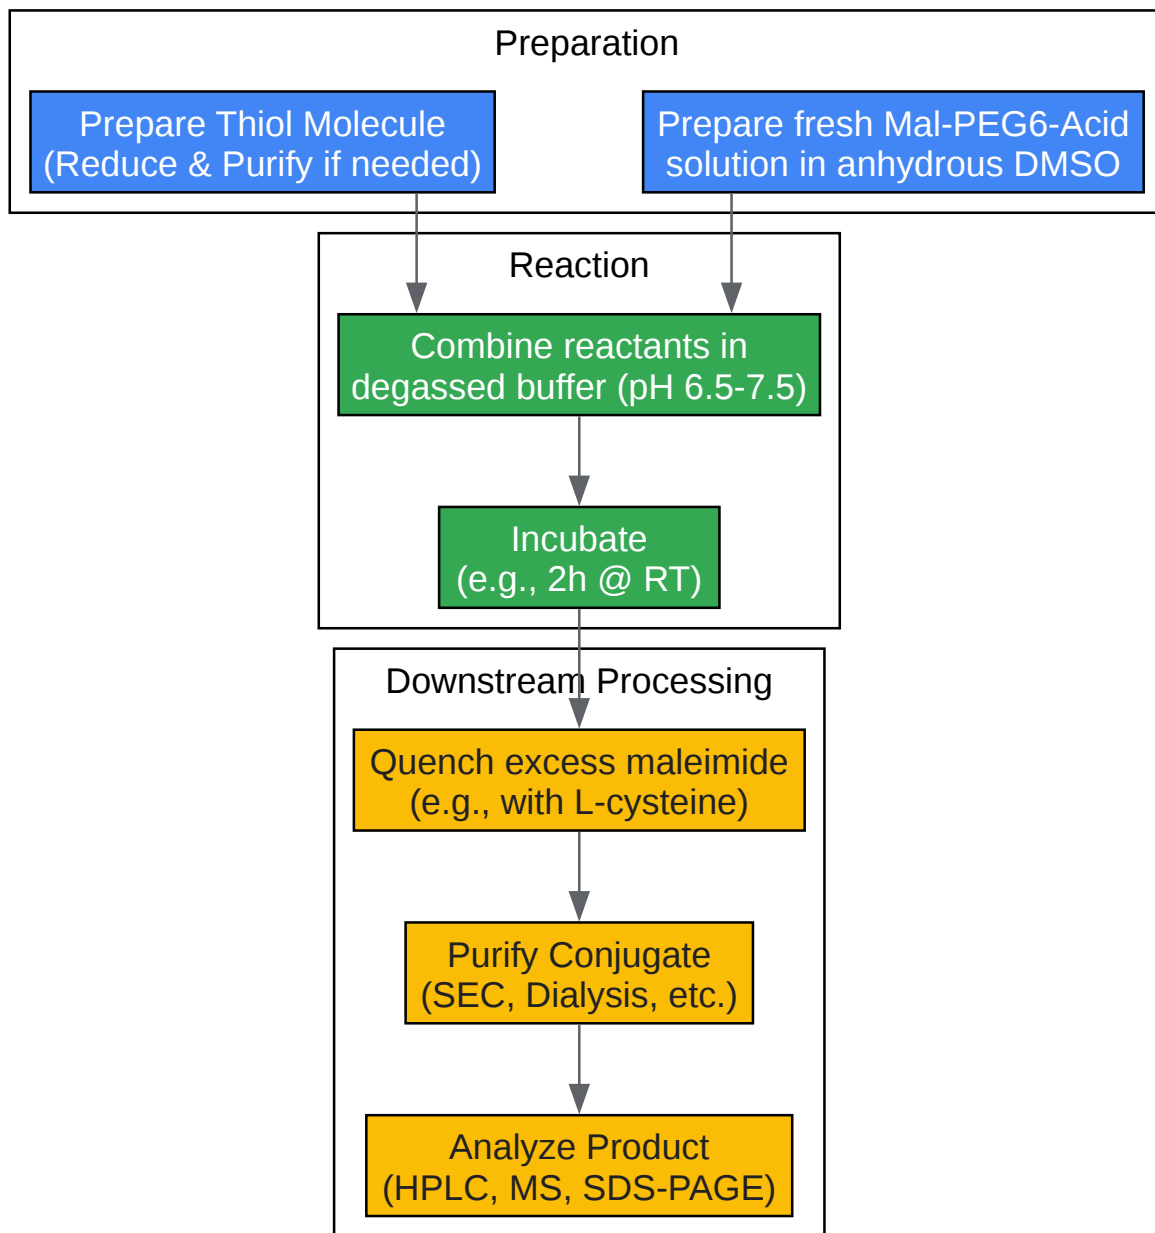 Preparation
Prepare Thiol Molecule
(Reduce & Purify if needed)
Prepare fresh Mal-PEG6-Acid
solution in anhydrous DMSO
Reaction
Combine reactants in
degassed buffer (pH 6.5-7.5)
Incubate
(e.g., 2h @ RT)
Downstream Processing
Quench excess maleimide
(e.g., with L-cysteine)
Purify Conjugate
(SEC, Dialysis, etc.)
Analyze Product
(HPLC, MS, SDS-PAGE)